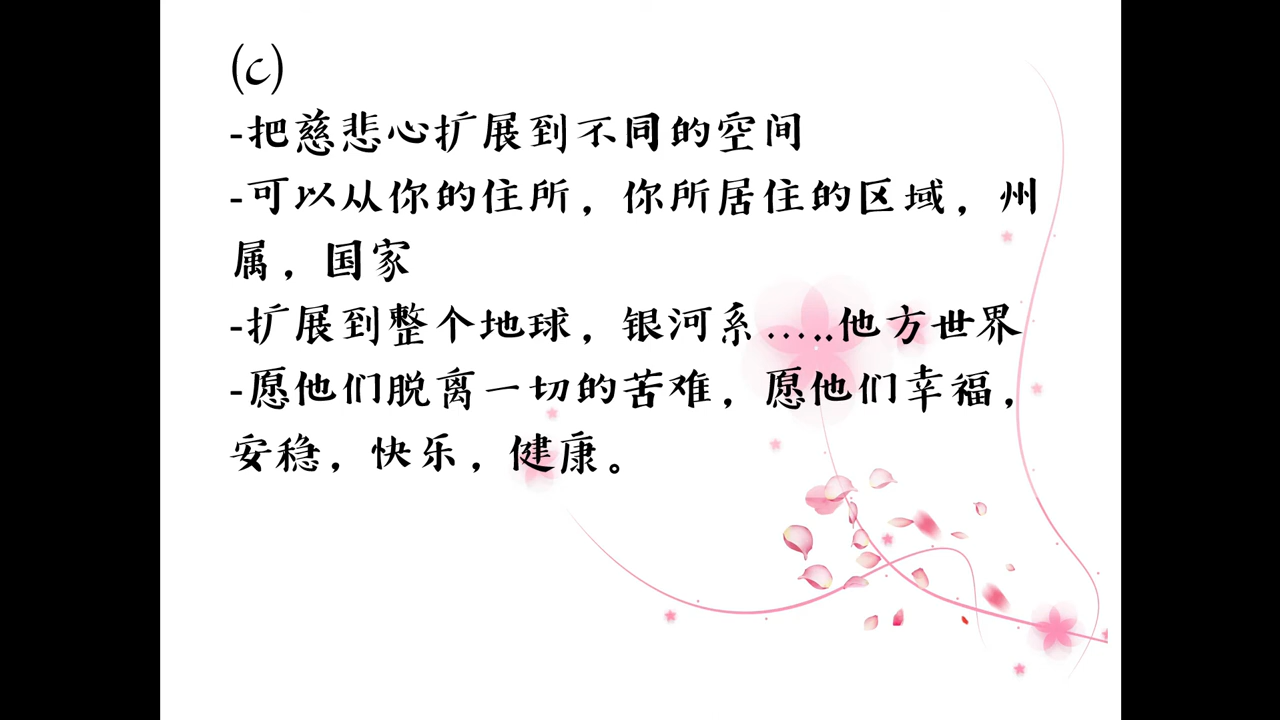 (c)
-把慈悲心扩展到不同的空间
-可以从你的住所，你所居住的区域，州
属，国家
-扩展到整个地球，银河系…..他方世界
-愿他们脱离一切的苦难，愿他们幸福，
安稳，快乐，健康。